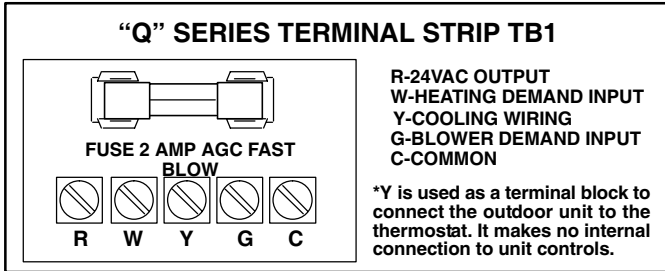 “Q” SERIES TERMINAL STRIP TB1
FUSE 2 AMP AGC FAST
BLOW
R W Y G C
R-24VAC OUTPUT
W-HEATING DEMAND INPUT
Y-COOLING WIRING
G-BLOWER DEMAND INPUT
C-COMMON
*Y is used as a terminal block to
connect the outdoor unit to the
thermostat. It makes no internal
connection to unit controls.